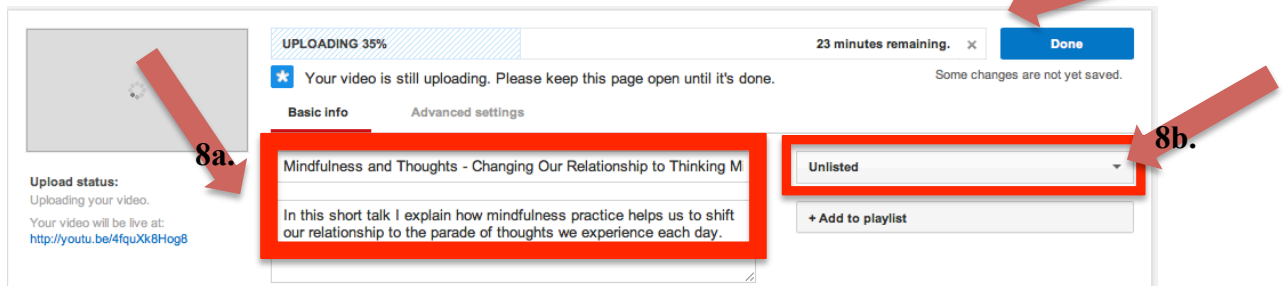 UPLOADING 35%
23 minutes remaining. ×
Done
Your video is still uploading. Please keep this page open until it's done.
Some changes are not yet saved.
Basic info
Advanced settings
8a.
8b.
Mindfulness and Thoughts - Changing Our Relationship to Thinking M
Unlisted
Upload status:
Uploading your video.
Your video will be live at:
http://youtu.be/4fquXk8Hog8
In this short talk I explain how mindfulness practice helps us to shift
our relationship to the parade of thoughts we experience each day.
+ Add to playlist